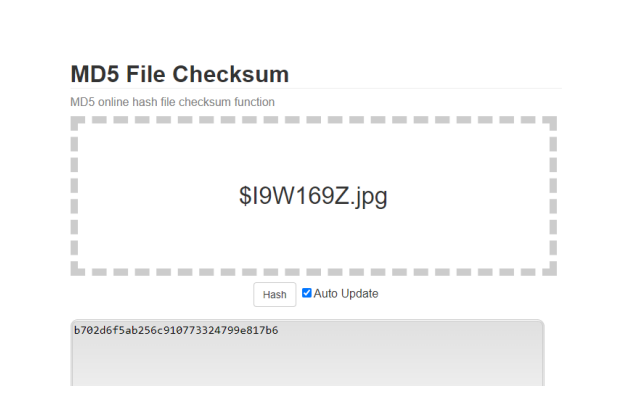 MD5 File Checksum
MD5 online hash file checksum function
$I9W169Z.jpg
Hash
Auto Update
b702d6f5ab256c910773324799e817b6